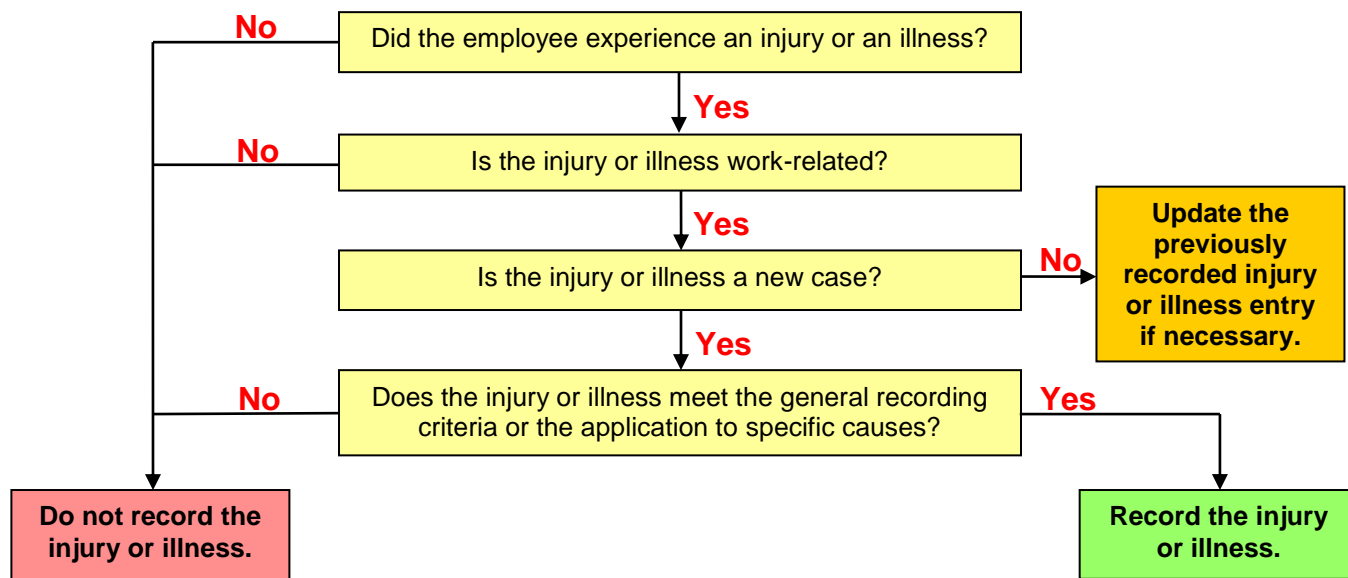 No
Did the employee experience an injury or an illness?
Yes
No
Is the injury or illness work-related?
Yes
Is the injury or illness a new case?
No
Update the
previously
recorded injury
or illness entry
if necessary.
Yes
No
Does the injury or illness meet the general recording
criteria or the application to specific causes?
Yes
Do not record the
injury or illness.
Record the injury
or illness.